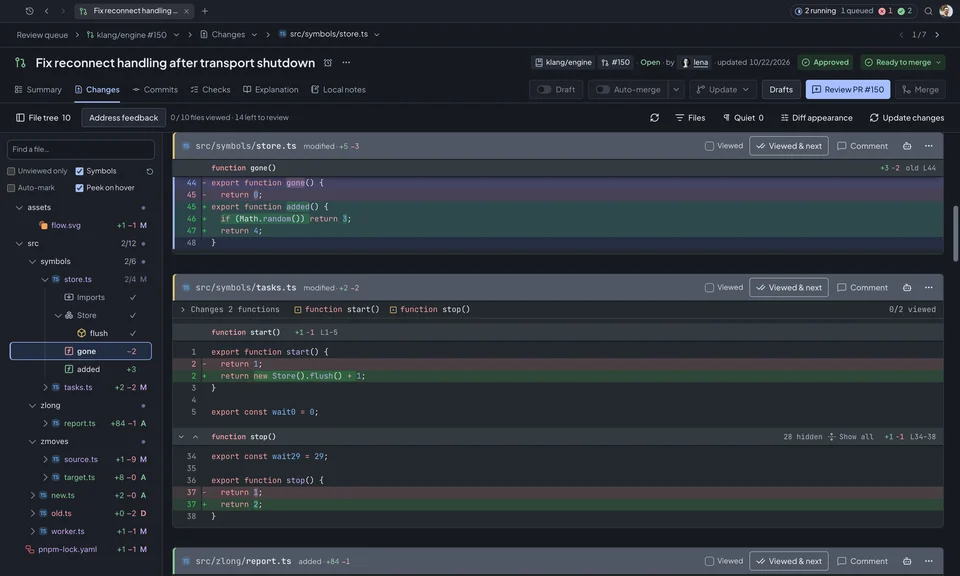 Fix reconnect handling ...
2 running 1 queued 1 2
Review queue klang/engine #150 Changes src/symbols/store.ts 1/7
Fix reconnect handling after transport shutdown
klang/engine #150 Open by lena updated 10/22/2026 Approved Ready to merge
Summary Changes Commits Checks Explanation Local notes
Draft Auto-merge Update Drafts Review PR #150 Merge
File tree 10 Address feedback 0 / 10 files viewed · 14 left to review
Files Quiet 0 Diff appearance Update changes
Find a file...
Unviewed only Symbols
Auto-mark Peek on hover
assets
flow.svg +1 −1 M
src 2/12
symbols 2/6
store.ts 2/4 M
Imports
Store
flush
gone −2
added +3
tasks.ts +2 −2 M
zlong
report.ts +84 −1 A
zmoves
source.ts +1 −9 M
target.ts +8 −0 A
new.ts +2 −0 A
old.ts +0 −2 D
worker.ts +1 −1 M
pnpm-lock.yaml +1 −1 M
src/symbols/store.ts modified +5 −3 Viewed Viewed & next Comment
function gone() +3 −2 old L44
44 - export function gone() {
45 - return 0;
45 + export function added() {
46 + if (Math.random()) return 3;
47 + return 4;
48 }
src/symbols/tasks.ts modified +2 −2 Viewed Viewed & next Comment
Changes 2 functions function start() function stop() 0/2 viewed
function start() +1 −1 L1–5
1 export function start() {
2 - return 1;
2 + return new Store().flush() + 1;
3 }
4
5 export const wait0 = 0;
function stop() 28 hidden Show all +1 −1 L34–38
34 export const wait29 = 29;
35
36 export function stop() {
37 - return 1;
37 + return 2;
38 }
src/zlong/report.ts added +84 −1 Viewed Viewed & next Comment